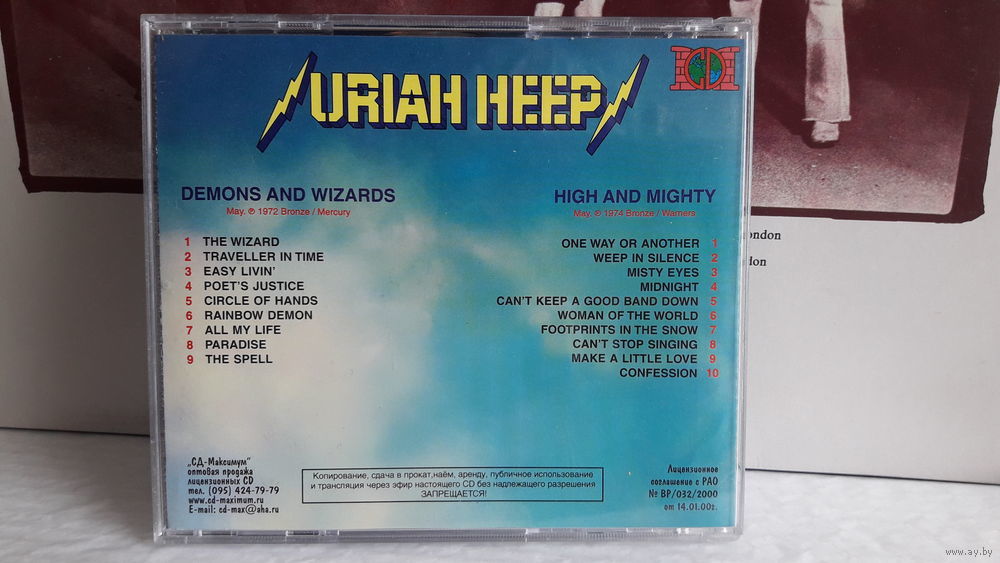 URIAH HEEP
CD
DEMONS AND WIZARDS
May. ℗ 1972 Bronze / Mercury
1 THE WIZARD
2 TRAVELLER IN TIME
3 EASY LIVIN'
4 POET'S JUSTICE
5 CIRCLE OF HANDS
6 RAINBOW DEMON
7 ALL MY LIFE
8 PARADISE
9 THE SPELL
HIGH AND MIGHTY
May. ℗ 1974 Bronze / Warners
ONE WAY OR ANOTHER 1
WEEP IN SILENCE 2
MISTY EYES 3
MIDNIGHT 4
CAN'T KEEP A GOOD BAND DOWN 5
WOMAN OF THE WORLD 6
FOOTPRINTS IN THE SNOW 7
CAN'T STOP SINGING 8
MAKE A LITTLE LOVE 9
CONFESSION 10
„СД-Максимум"
оптовая продажа
лицензионных CD
тел. (095) 424-79-79
www.cd-maximum.ru
E-mail: cd-max@aha.ru
Копирование, сдача в прокат,наём, аренду, публичное использование
и трансляция через эфир настоящего CD без надлежащего разрешения
ЗАПРЕЩАЕТСЯ!
Лицензионное
соглашение с РАО
№ ВР/032/2000
от 14.01.00г.
ondon
don
www.ay.by